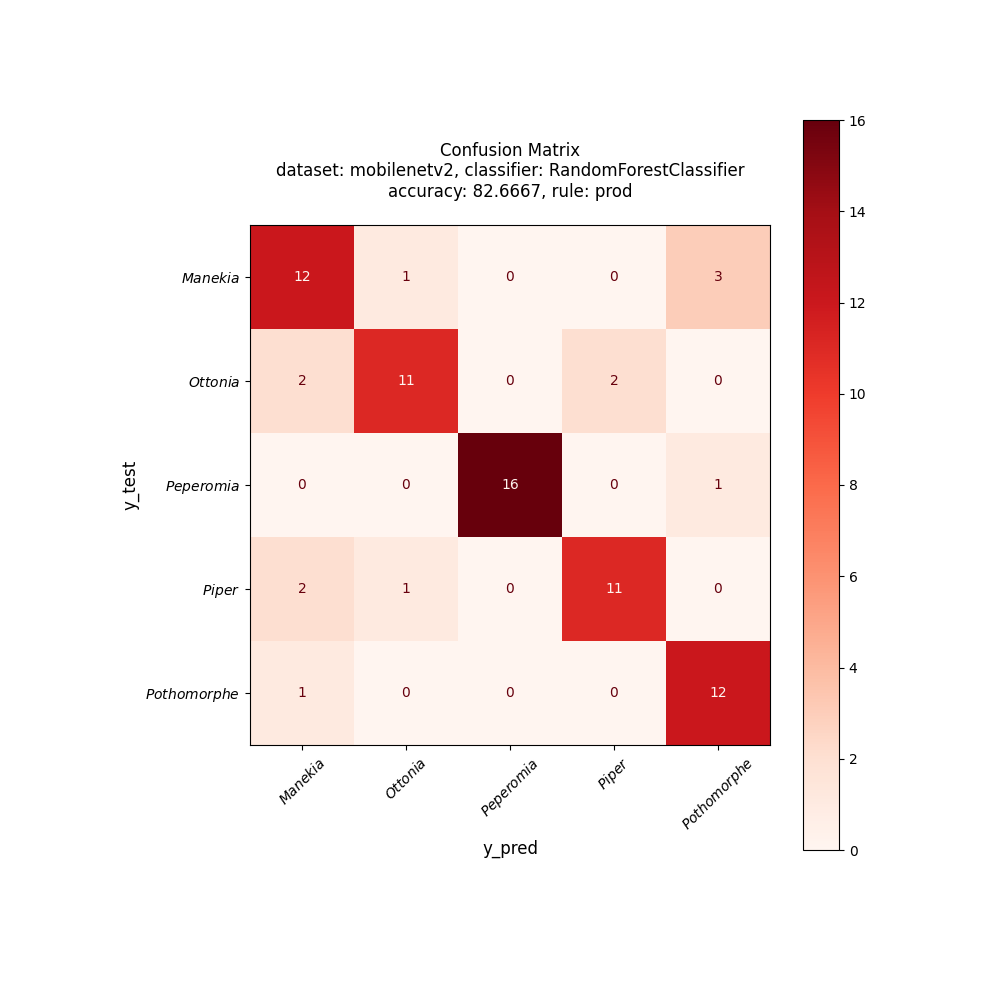 Confusion Matrix
dataset: mobilenetv2, classifier: RandomForestClassifier
accuracy: 82.6667, rule: prod
y_test
Manekia 12 1 0 0 3
Ottonia 2 11 0 2 0
Peperomia 0 0 16 0 1
Piper 2 1 0 11 0
Pothomorphe 1 0 0 0 12
Manekia Ottonia Peperomia Piper Pothomorphe
y_pred
16
14
12
10
8
6
4
2
0